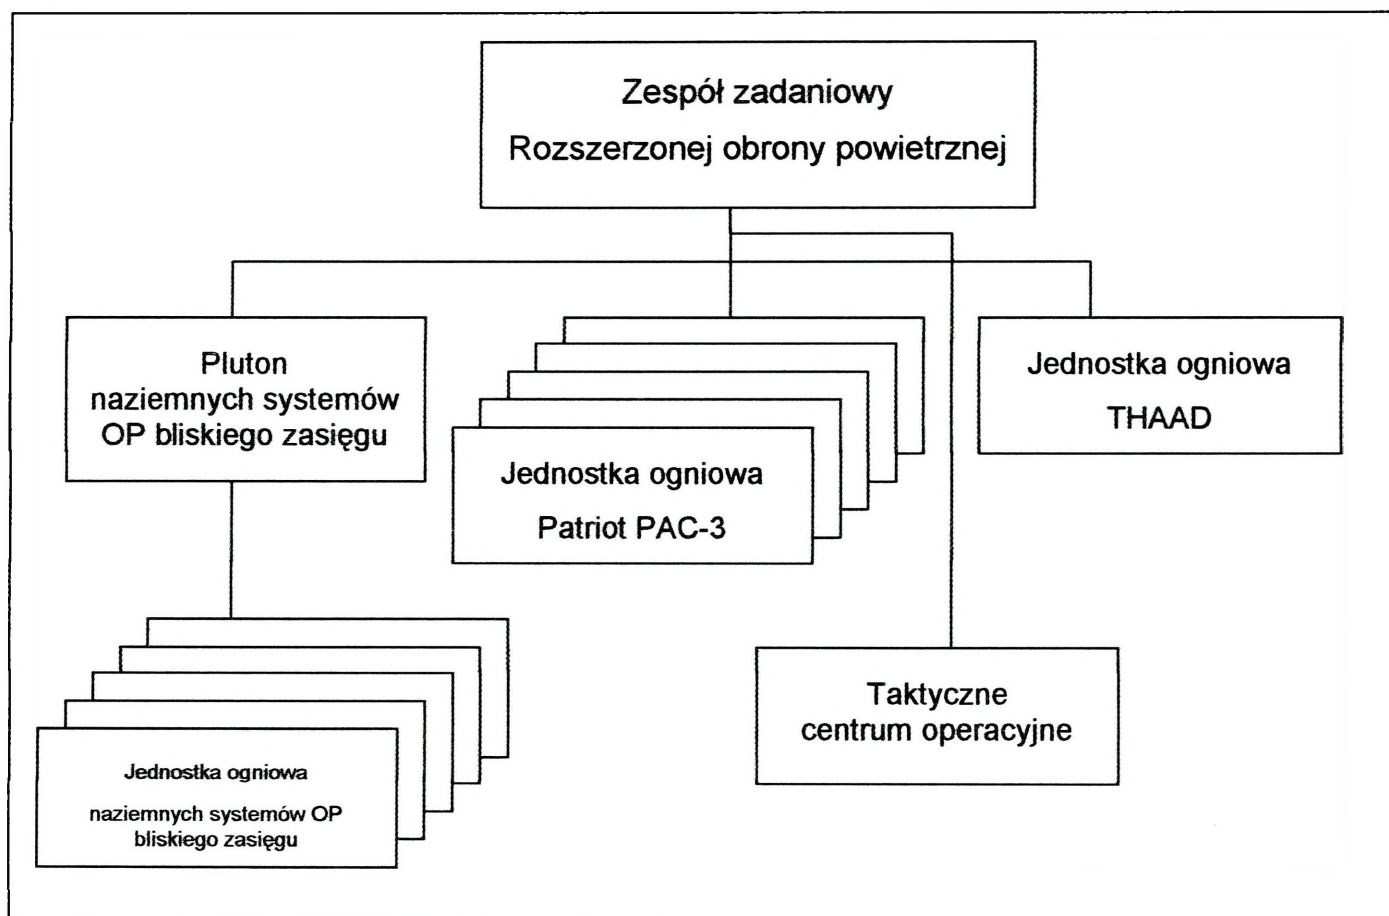 Zespół zadaniowy
Rozszerzonej obrony powietrznej
Pluton
naziemnych systemów
OP bliskiego zasięgu
Jednostka ogniowa
Patriot PAC-3
Jednostka ogniowa
THAAD
Jednostka ogniowa
naziemnych systemów OP
bliskiego zasięgu
Taktyczne
centrum operacyjne